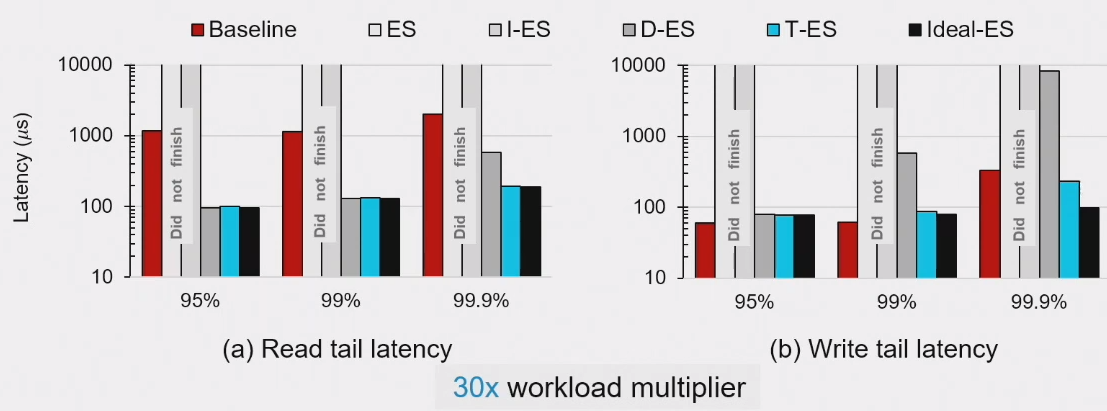 Baseline ES I-ES D-ES T-ES Ideal-ES
Latency (μs)
10000
1000
100
10
Did not finish
Did not finish
Did not finish
95% 99% 99.9%
(a) Read tail latency
10000
1000
100
10
Did not finish
Did not finish
Did not finish
95% 99% 99.9%
(b) Write tail latency
30x workload multiplier